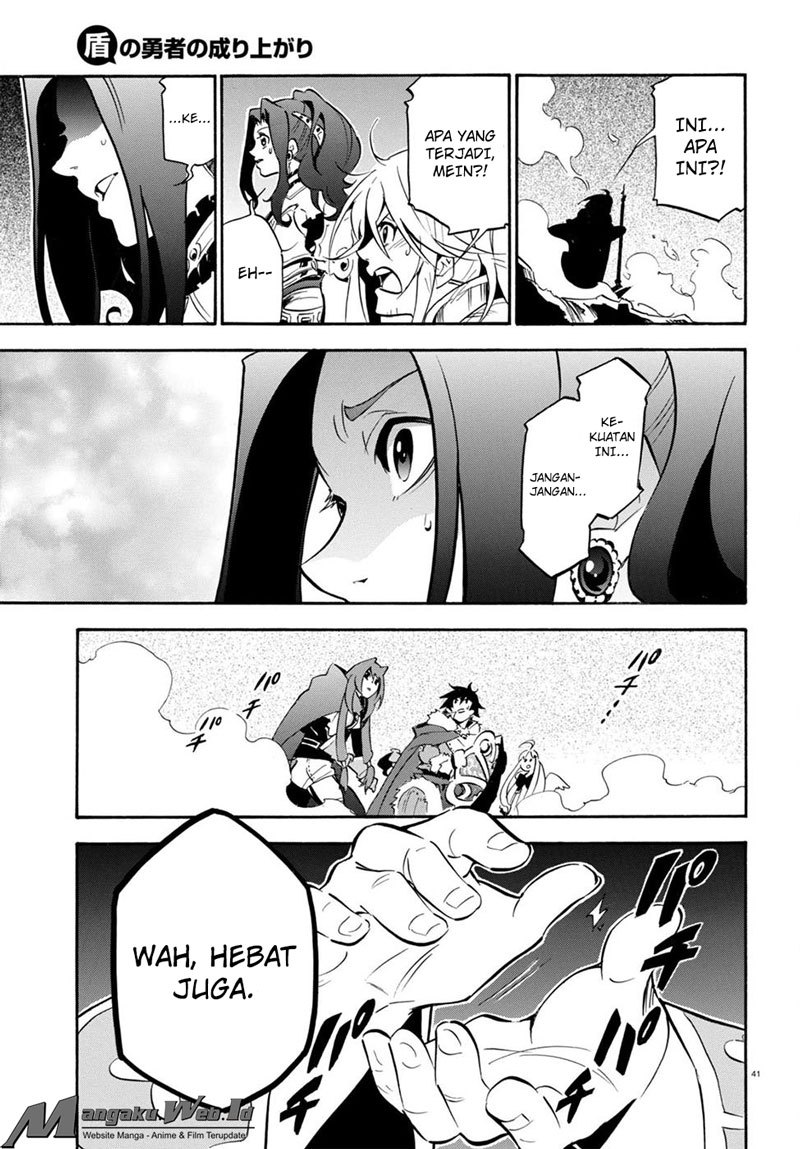 盾の勇者の成り上がり
INI...
APA
INI?!
APA YANG
TERJADI,
MEIN?!
EH--
...KE...
KE-
KUATAN
INI...
JANGAN-
JANGAN...
パチ
パチ
パチ
...
パチ
パチ
パチ
WAH, HEBAT
JUGA.
41
Mangaku Web.Id
Website Manga - Anime & Film Terupdate